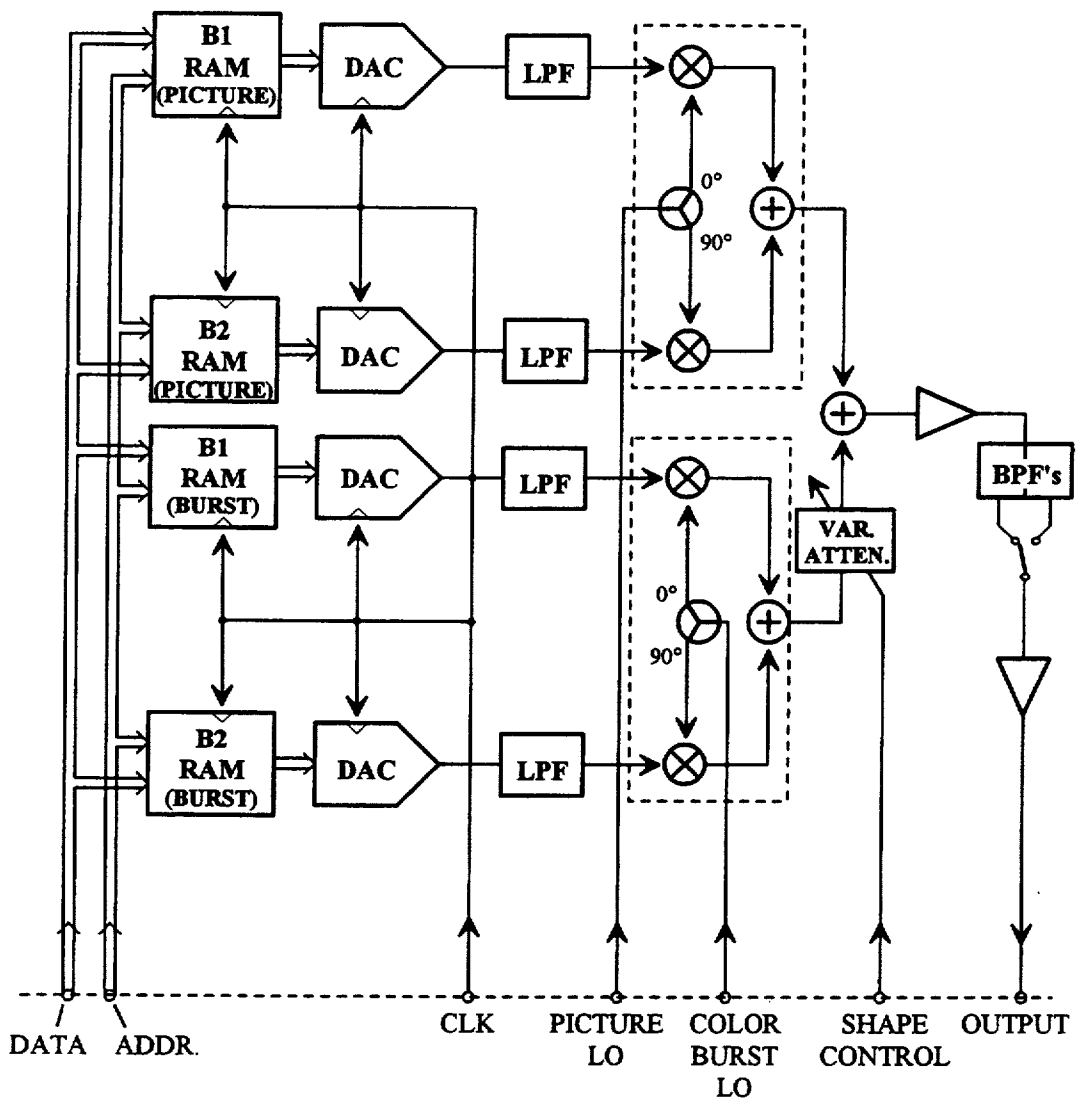 B1
RAM
(PICTURE)
DAC
LPF
0°
90°
B2
RAM
(PICTURE)
DAC
LPF
B1
RAM
(BURST)
DAC
LPF
BPF's
VAR.
ATTEN.
0°
90°
B2
RAM
(BURST)
DAC
LPF
DATA
ADDR.
CLK
PICTURE
LO
COLOR
BURST
LO
SHAPE
CONTROL
OUTPUT